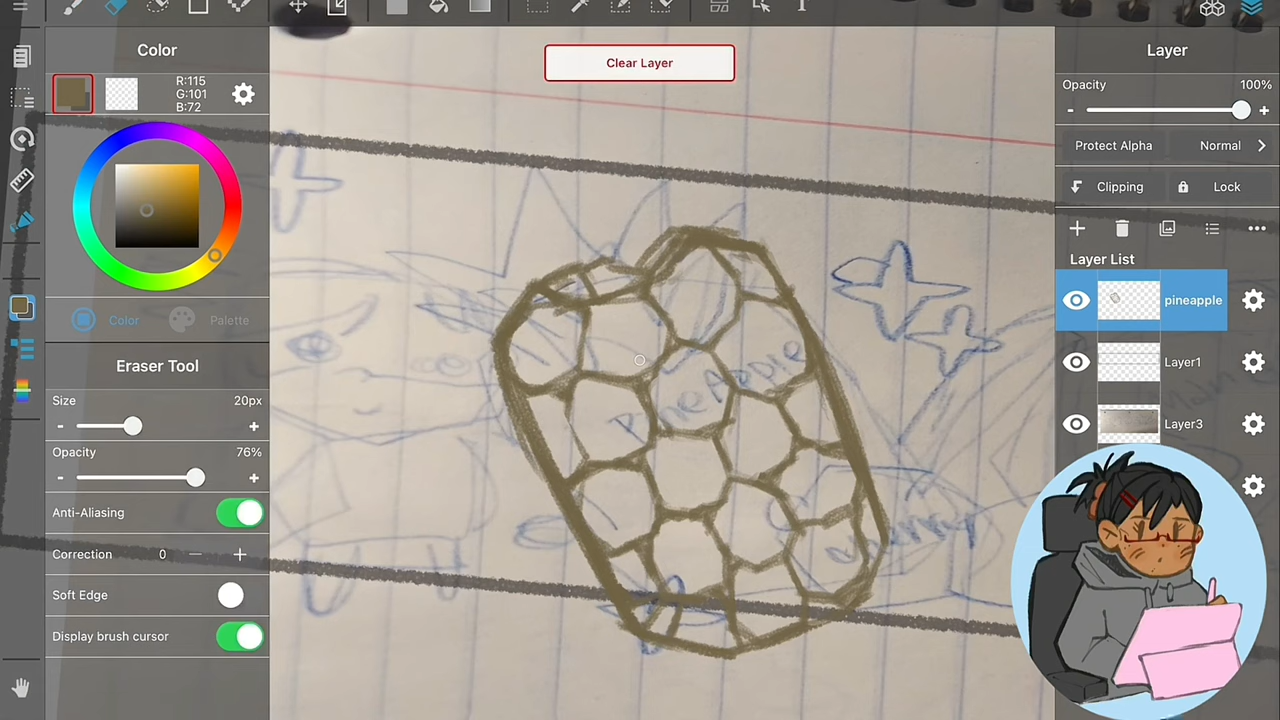 Color
R:115
G:101
B:72
Color
Palette
Eraser Tool
Size
20px
-
+
Opacity
76%
-
+
Anti-Aliasing
Correction
0
—
+
Soft Edge
Display brush cursor
Clear Layer
PineApple
T
Layer
Opacity
100%
-
+
Protect Alpha
Normal
Clipping
Lock
Layer List
pineapple
Layer1
Layer3